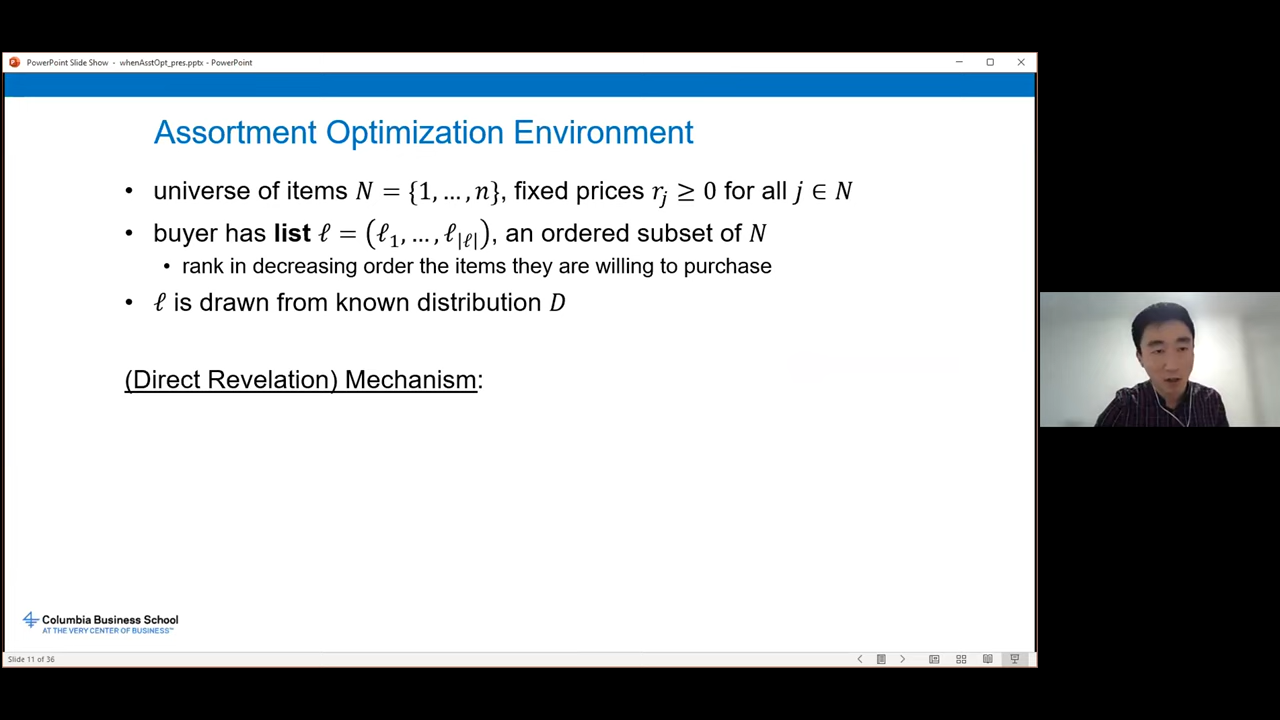 PowerPoint Slide Show - whenAsstOpt_pres.pptx - PowerPoint
Assortment Optimization Environment
• universe of items N = {1, … , n}, fixed prices r_j ≥ 0 for all j ∈ N
• buyer has list ℓ = (ℓ_1, … , ℓ_|ℓ|), an ordered subset of N
• rank in decreasing order the items they are willing to purchase
• ℓ is drawn from known distribution D
(Direct Revelation) Mechanism:
Columbia Business School
AT THE VERY CENTER OF BUSINESS™
Slide 11 of 36